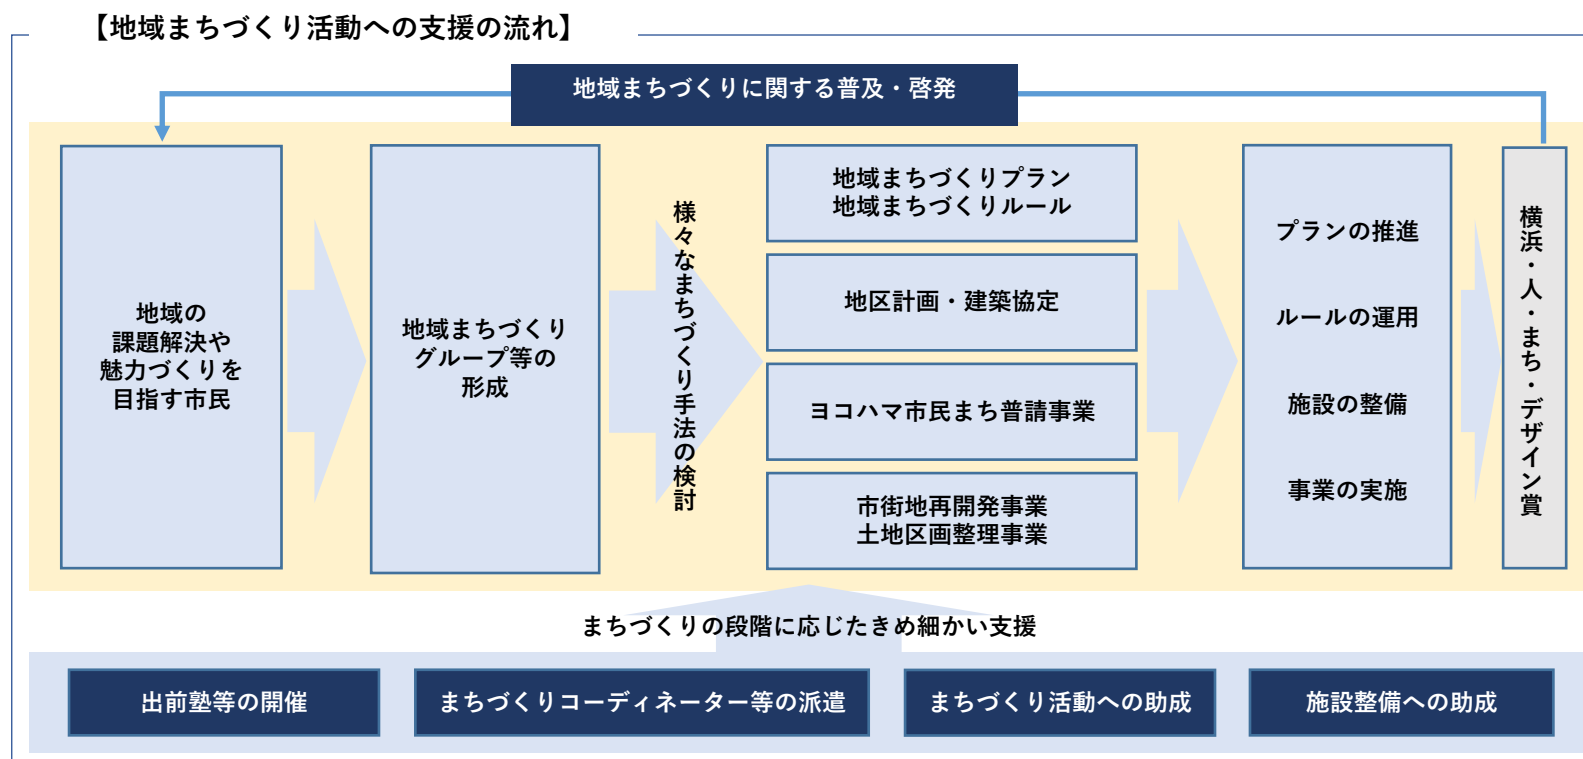 【地域まちづくり活動への支援の流れ】
地域まちづくりに関する普及・啓発
地域の
課題解決や
魅力づくりを
目指す市民
地域まちづくり
グループ等の
形成
様々なまちづくり手法の検討
地域まちづくりプラン
地域まちづくりルール
地区計画・建築協定
ヨコハマ市民まち普請事業
市街地再開発事業
土地区画整理事業
プランの推進
ルールの運用
施設の整備
事業の実施
横浜・人・まち・デザイン賞
まちづくりの段階に応じたきめ細かい支援
出前塾等の開催
まちづくりコーディネーター等の派遣
まちづくり活動への助成
施設整備への助成